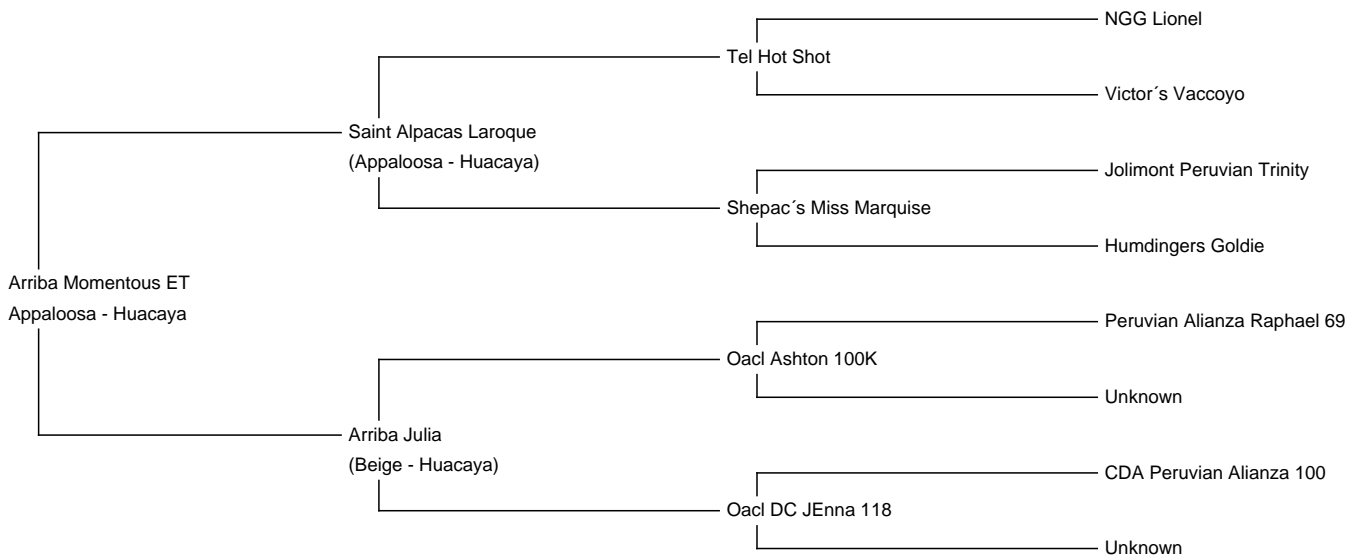 NGG Lionel
Tel Hot Shot
Victor´s Vaccoyo
Saint Alpacas Laroque
(Appaloosa - Huacaya)
Jolimont Peruvian Trinity
Shepac´s Miss Marquise
Humdingers Goldie
Arriba Momentous ET
Appaloosa - Huacaya
Peruvian Alianza Raphael 69
Oacl Ashton 100K
Unknown
Arriba Julia
(Beige - Huacaya)
CDA Peruvian Alianza 100
Oacl DC JEnna 118
Unknown